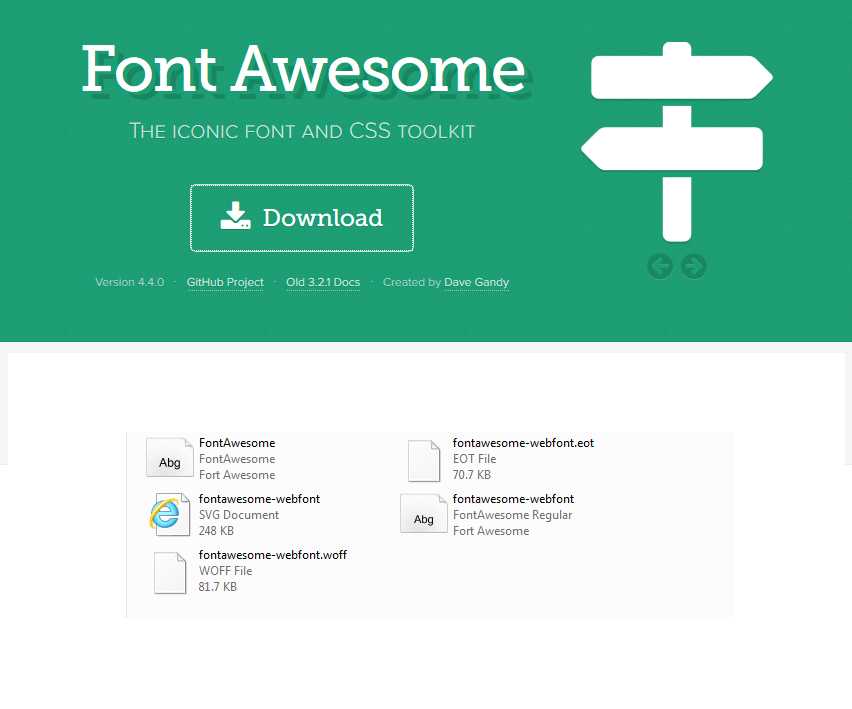 Font Awesome
The iconic font and CSS toolkit
Download
Version 4.4.0 · GitHub Project · Old 3.2.1 Docs · Created by Dave Gandy
Abg
FontAwesome
FontAwesome
Fort Awesome
fontawesome-webfont.eot
EOT File
70.7 KB
fontawesome-webfont
SVG Document
248 KB
Abg
fontawesome-webfont
FontAwesome Regular
Fort Awesome
fontawesome-webfont.woff
WOFF File
81.7 KB